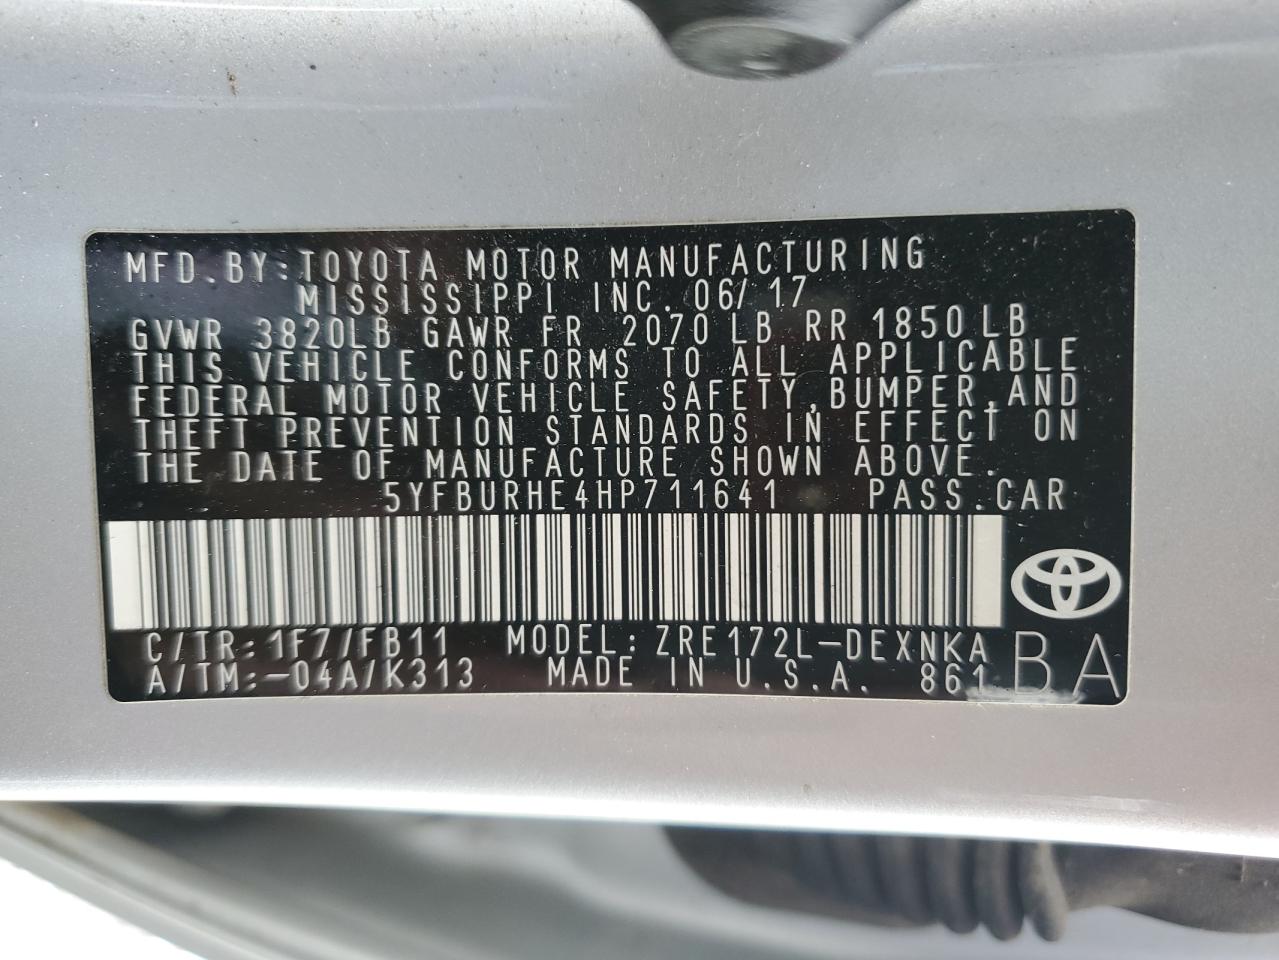 MFD. BY: TOYOTA MOTOR MANUFACTURING
MISSISSIPPI INC. 06/17
GVWR 3820LB GAWR FR 2070 LB RR 1850 LB
THIS VEHICLE CONFORMS TO ALL APPLICABLE
FEDERAL MOTOR VEHICLE SAFETY, BUMPER, AND
THEFT PREVENTION STANDARDS IN EFFECT ON
THE DATE OF MANUFACTURE SHOWN ABOVE.
5YFBURHE4HP711641 PASS. CAR
C/TR: 1F7/FB11 MODEL: ZRE172L-DEXNKA
A/TM: -04A/K313 MADE IN U.S.A. 861 BA